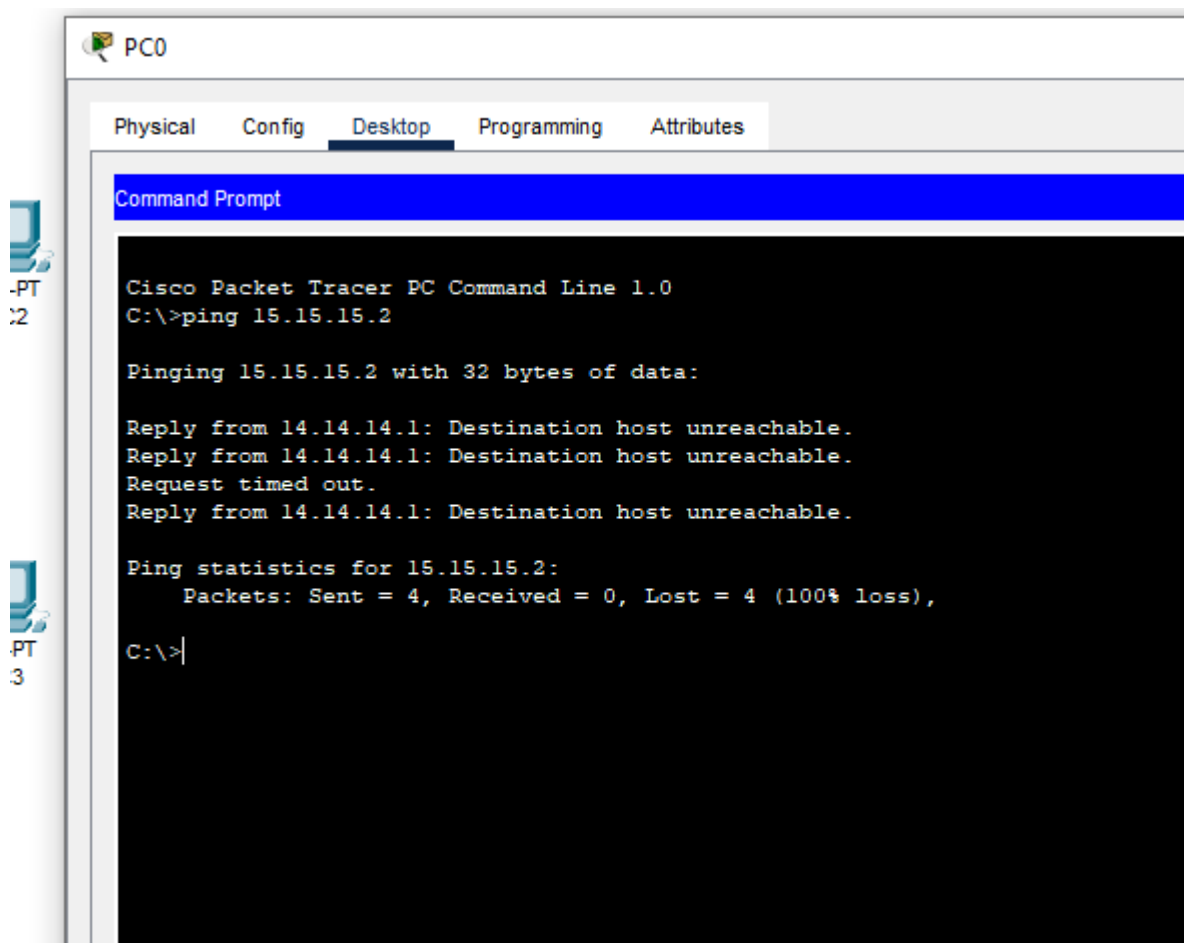 PC0
Physical Config Desktop Programming Attributes
Command Prompt
Cisco Packet Tracer PC Command Line 1.0
C:\>ping 15.15.15.2
Pinging 15.15.15.2 with 32 bytes of data:
Reply from 14.14.14.1: Destination host unreachable.
Reply from 14.14.14.1: Destination host unreachable.
Request timed out.
Reply from 14.14.14.1: Destination host unreachable.
Ping statistics for 15.15.15.2:
Packets: Sent = 4, Received = 0, Lost = 4 (100% loss),
C:\>
-PT
C2
-PT
3